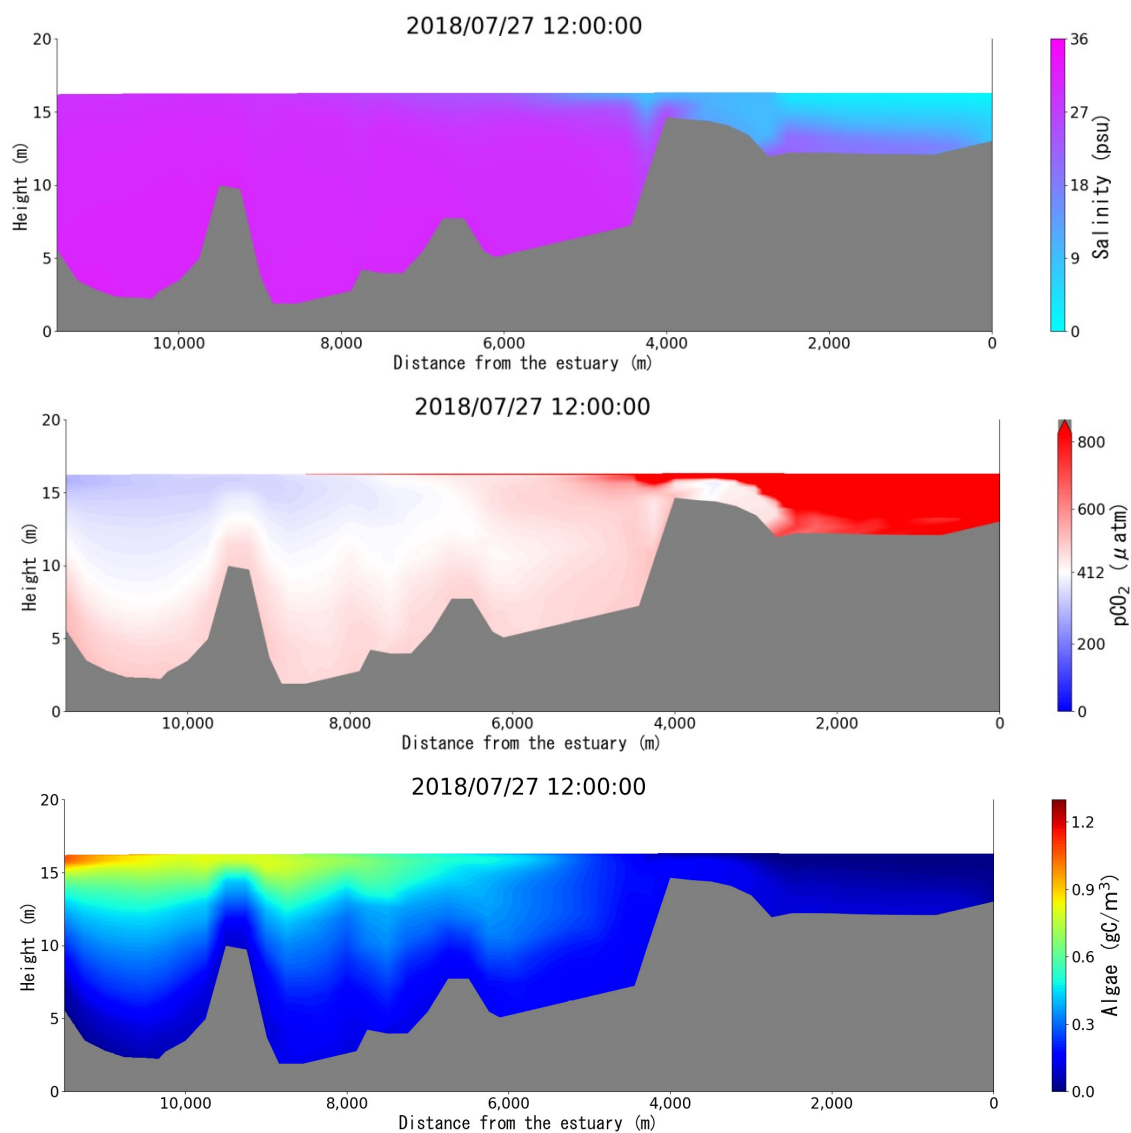 2018/07/27 12:00:00
20
15
10
5
0
Height (m)
10,000 8,000 6,000 4,000 2,000 0
Distance from the estuary (m)
36
27
18
9
0
Salinity (psu)
2018/07/27 12:00:00
20
15
10
5
0
Height (m)
10,000 8,000 6,000 4,000 2,000 0
Distance from the estuary (m)
800
600
412
200
0
pCO₂ (μ atm)
2018/07/27 12:00:00
20
15
10
5
0
Height (m)
10,000 8,000 6,000 4,000 2,000 0
Distance from the estuary (m)
1.2
0.9
0.6
0.3
0.0
Algae (gC/m³)